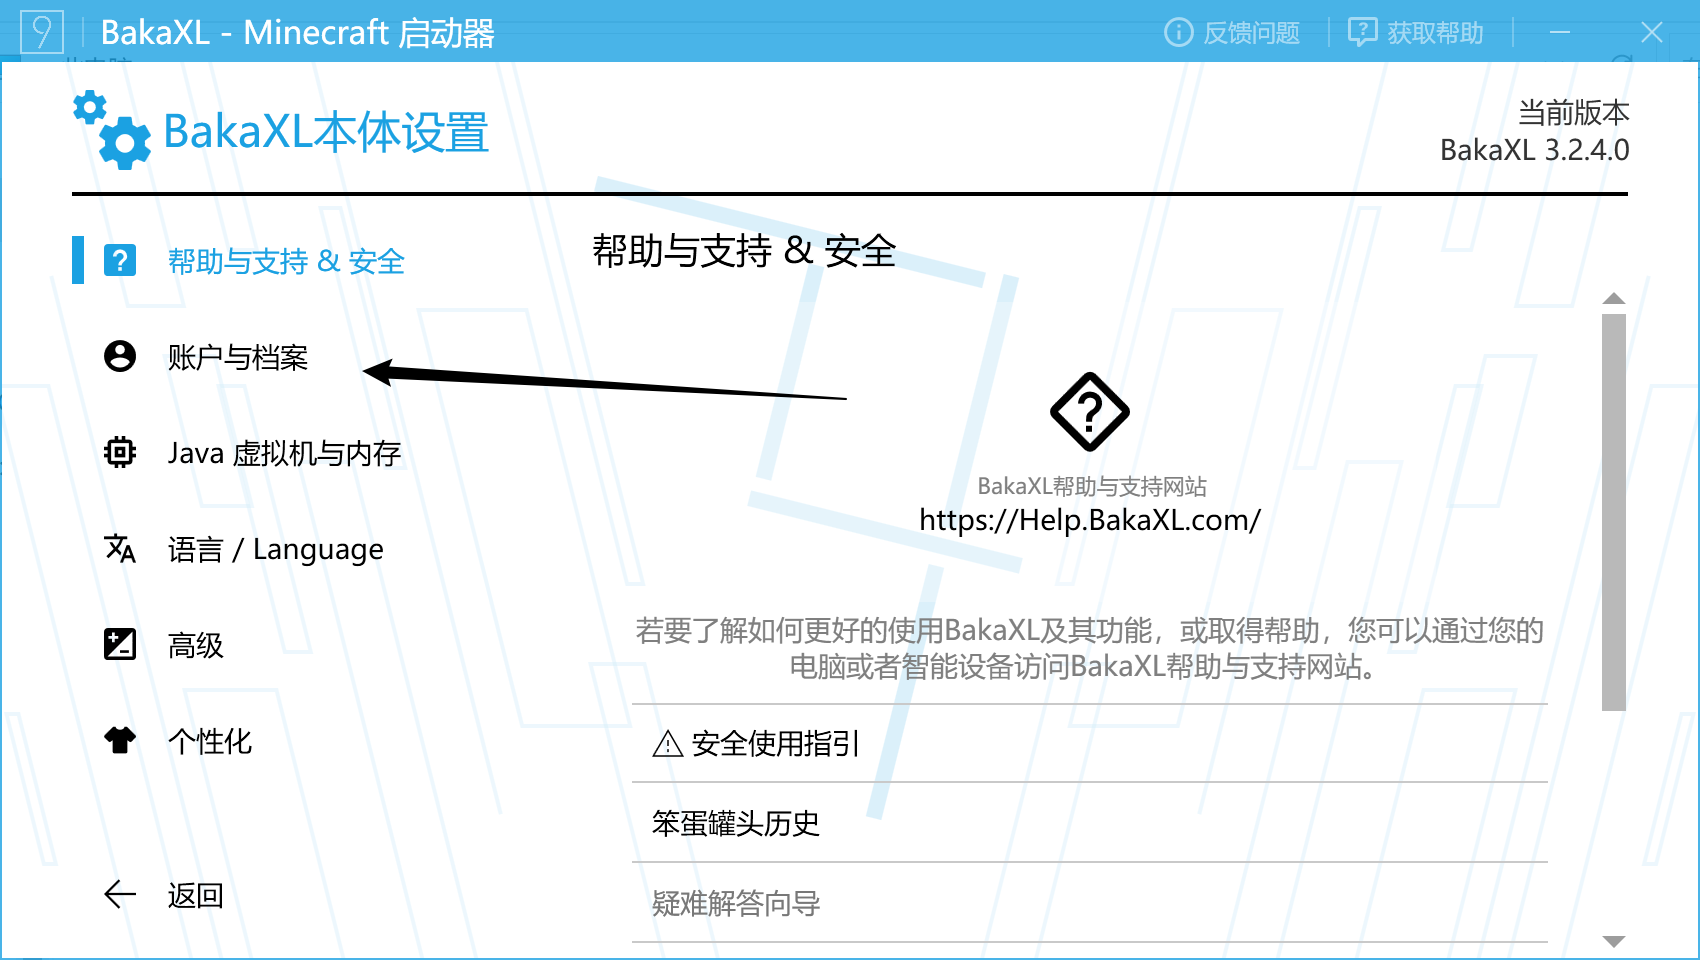 BakaXL - Minecraft 启动器
反馈问题
获取帮助
BakaXL本体设置
当前版本
BakaXL 3.2.4.0
帮助与支持 & 安全
账户与档案
Java 虚拟机与内存
语言 / Language
高级
个性化
返回
帮助与支持 & 安全
BakaXL帮助与支持网站
https://Help.BakaXL.com/
若要了解如何更好的使用BakaXL及其功能，或取得帮助，您可以通过您的
电脑或者智能设备访问BakaXL帮助与支持网站。
安全使用指引
笨蛋罐头历史
疑难解答向导